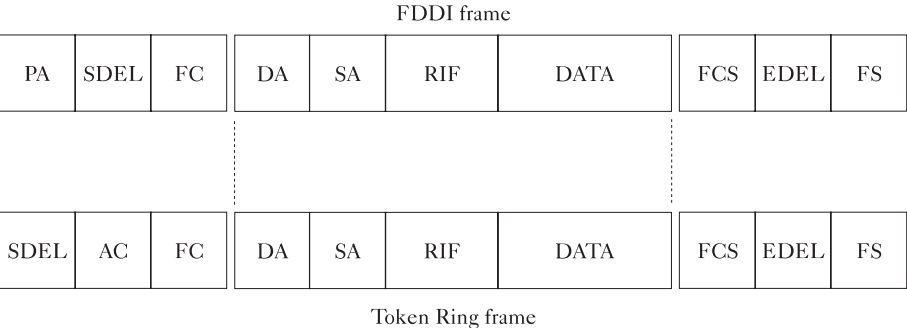 FDDI frame
PA SDEL FC DA SA RIF DATA FCS EDEL FS
SDEL AC FC DA SA RIF DATA FCS EDEL FS
Token Ring frame